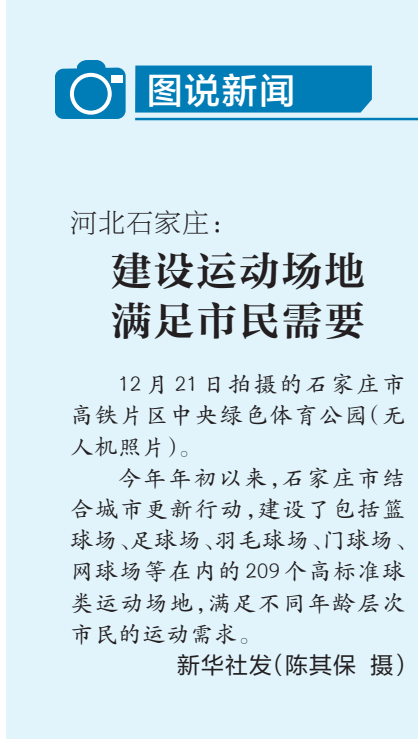 图说新闻
河北石家庄：
建设运动场地
满足市民需要
12月21日拍摄的石家庄市
高铁片区中央绿色体育公园（无
人机照片）。
今年年初以来，石家庄市结
合城市更新行动，建设了包括篮
球场、足球场、羽毛球场、门球场、
网球场等在内的209个高标准球
类运动场地，满足不同年龄层次
市民的运动需求。
新华社发（陈其保 摄）